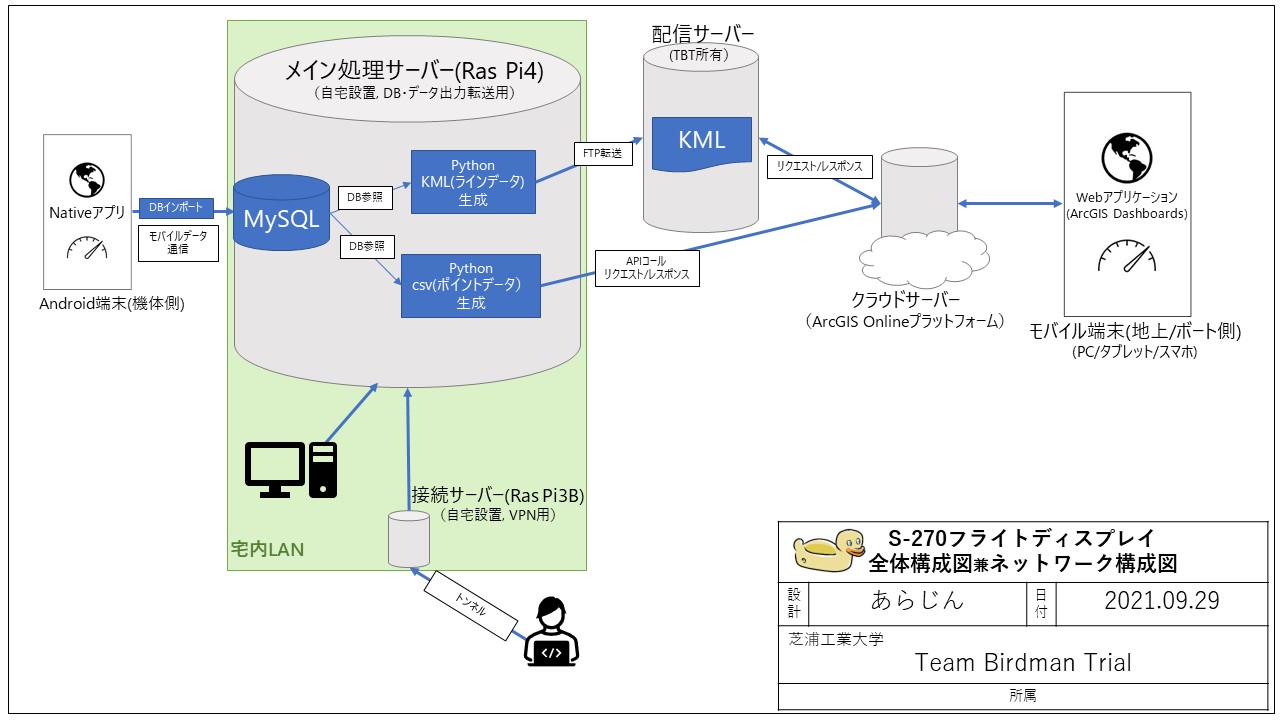 メイン処理サーバー(Ras Pi4)
（自宅設置, DB・データ出力転送用）
配信サーバー
(TBT所有）
KML
FTP転送
リクエスト/レスポンス
Python
KML(ラインデータ)
生成
DB参照
MySQL
DB参照
Python
csv(ポイントデータ）
生成
Nativeアプリ
DBインポート
モバイルデータ
通信
Android端末(機体側)
APIコール
リクエスト/レスポンス
クラウドサーバー
（ArcGIS Onlineプラットフォーム）
Webアプリケーション
(ArcGIS Dashboards)
モバイル端末(地上/ボート側)
(PC/タブレット/スマホ)
接続サーバー(Ras Pi3B)
（自宅設置, VPN用）
宅内LAN
トンネル
</>
S-270フライトディスプレイ
全体構成図兼ネットワーク構成図
設計
あらじん
日付
2021.09.29
芝浦工業大学
Team Birdman Trial
所属